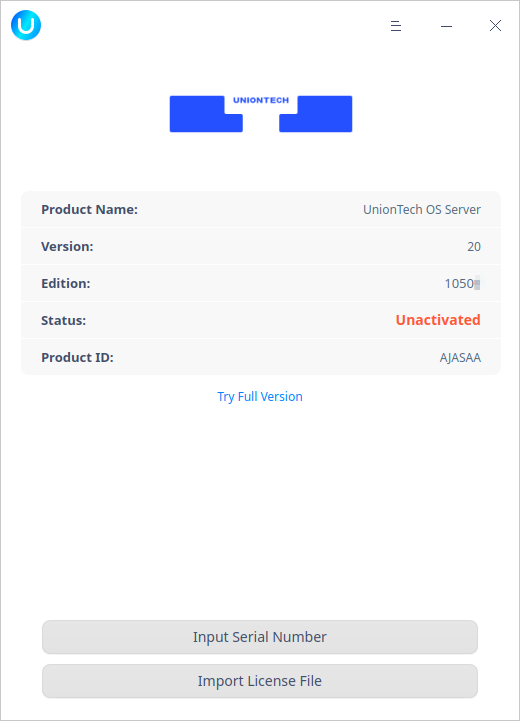 UNIONTECH
Product Name: UnionTech OS Server
Version: 20
Edition: 1050
Status: Unactivated
Product ID: AJASAA
Try Full Version
Input Serial Number
Import License File